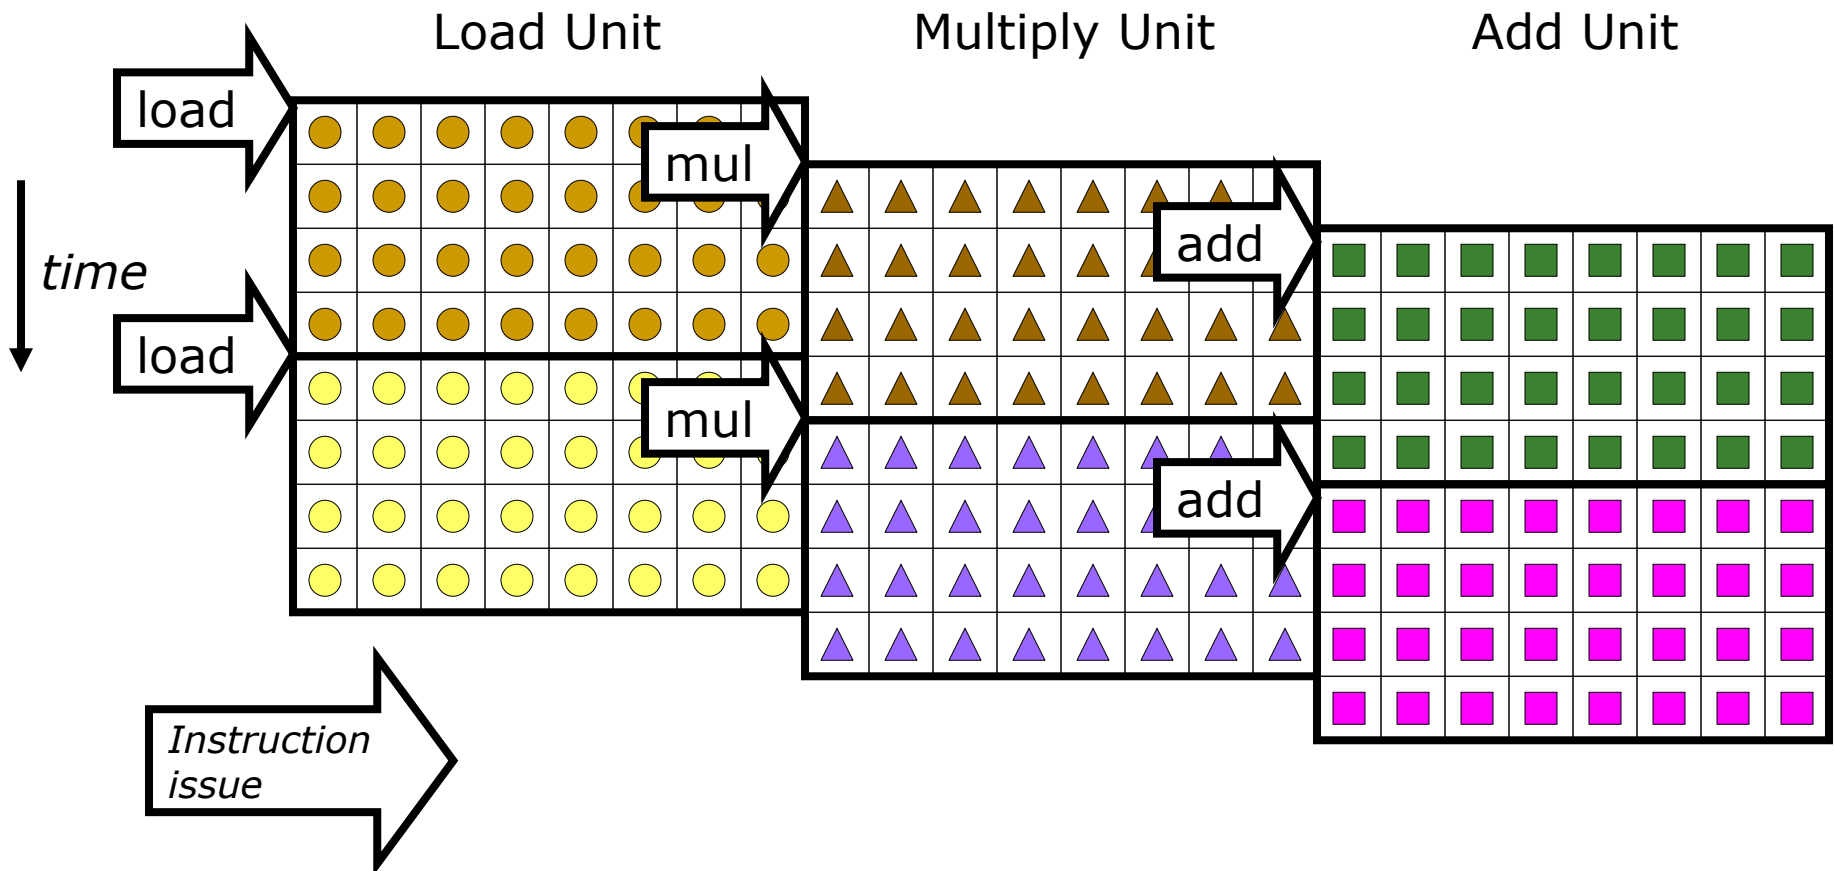 Load Unit
Multiply Unit
Add Unit
load
mul
add
time
load
mul
add
Instruction
issue